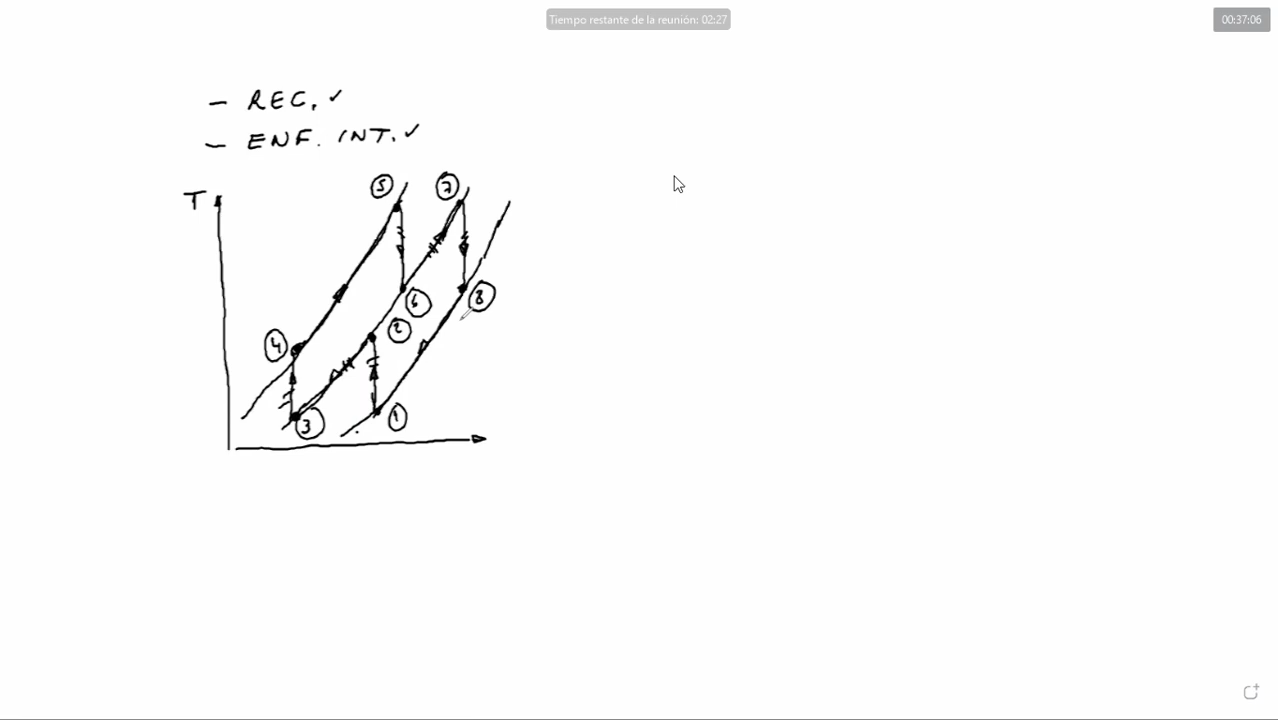 Tiempo restante de la reunión: 02:27
00:37:06
- REC. ✓
- ENF. INT. ✓
T
5
7
8
6
2
4
3
1